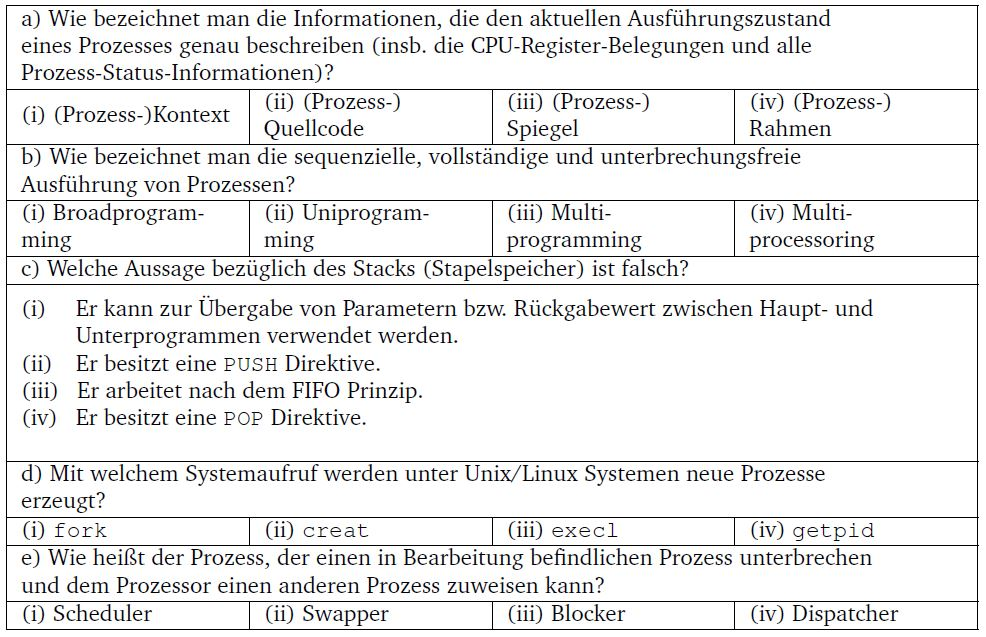 a) Wie bezeichnet man die Informationen, die den aktuellen Ausführungszustand
eines Prozesses genau beschreiben (insb. die CPU-Register-Belegungen und alle
Prozess-Status-Informationen)?
(i) (Prozess-)Kontext
(ii) (Prozess-)
Quellcode
(iii) (Prozess-)
Spiegel
(iv) (Prozess-)
Rahmen
b) Wie bezeichnet man die sequenzielle, vollständige und unterbrechungsfreie
Ausführung von Prozessen?
(i) Broadprogram-
ming
(ii) Uniprogram-
ming
(iii) Multi-
programming
(iv) Multi-
processoring
c) Welche Aussage bezüglich des Stacks (Stapelspeicher) ist falsch?
(i) Er kann zur Übergabe von Parametern bzw. Rückgabewert zwischen Haupt- und
Unterprogrammen verwendet werden.
(ii) Er besitzt eine PUSH Direktive.
(iii) Er arbeitet nach dem FIFO Prinzip.
(iv) Er besitzt eine POP Direktive.
d) Mit welchem Systemaufruf werden unter Unix/Linux Systemen neue Prozesse
erzeugt?
(i) fork
(ii) creat
(iii) execl
(iv) getpid
e) Wie heißt der Prozess, der einen in Bearbeitung befindlichen Prozess unterbrechen
und dem Prozessor einen anderen Prozess zuweisen kann?
(i) Scheduler
(ii) Swapper
(iii) Blocker
(iv) Dispatcher